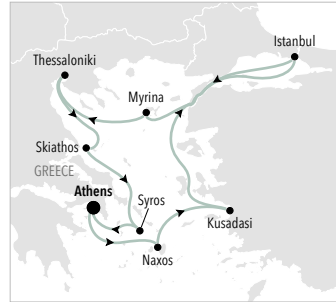 Istanbul
Thessaloniki
Myrina
Skiathos
GREECE
Athens
Syros
Kusadasi
Naxos